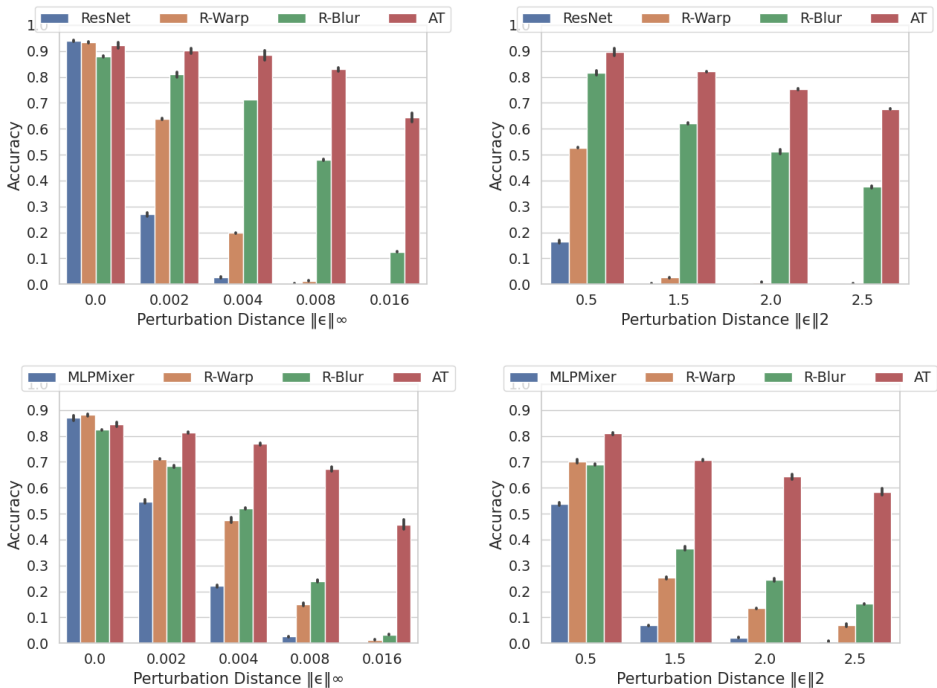 ResNet R-Warp R-Blur AT
1.0
0.9
0.8
0.7
0.6
0.5
0.4
0.3
0.2
0.1
0.0
Accuracy
0.0 0.002 0.004 0.008 0.016
Perturbation Distance ‖ϵ‖∞
ResNet R-Warp R-Blur AT
1.0
0.9
0.8
0.7
0.6
0.5
0.4
0.3
0.2
0.1
0.0
Accuracy
0.5 1.5 2.0 2.5
Perturbation Distance ‖ϵ‖2
MLPMixer R-Warp R-Blur AT
1.0
0.9
0.8
0.7
0.6
0.5
0.4
0.3
0.2
0.1
0.0
Accuracy
0.0 0.002 0.004 0.008 0.016
Perturbation Distance ‖ϵ‖∞
MLPMixer R-Warp R-Blur AT
1.0
0.9
0.8
0.7
0.6
0.5
0.4
0.3
0.2
0.1
0.0
Accuracy
0.5 1.5 2.0 2.5
Perturbation Distance ‖ϵ‖2